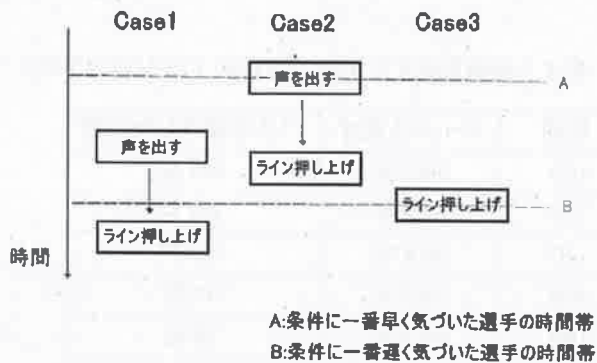 Case1 Case2 Case3
声を出す A
声を出す
ライン押し上げ
ライン押し上げ B
ライン押し上げ
時間
A:条件に一番早く気づいた選手の時間帯
B:条件に一番遅く気づいた選手の時間帯